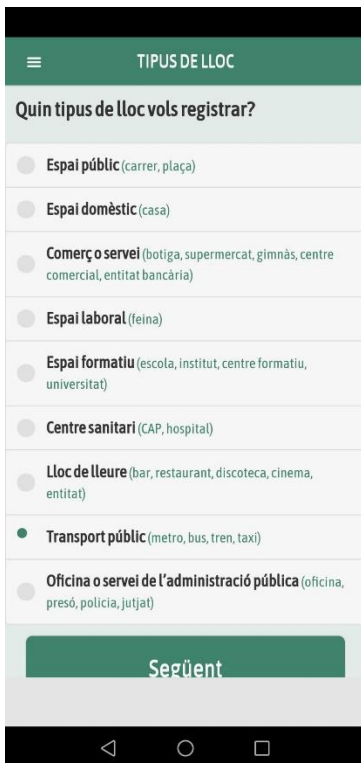 TIPUS DE LLOC
Quin tipus de lloc vols registrar?
Espai públic (carrer, plaça)
Espai domèstic (casa)
Comerç o servei (botiga, supermercat, gimnàs, centre
comercial, entitat bancària)
Espai laboral (feina)
Espai formatiu (escola, institut, centre formatiu,
universitat)
Centre sanitari (CAP, hospital)
Lloc de lleure (bar, restaurant, discoteca, cinema,
entitat)
Transport públic (metro, bus, tren, taxi)
Oficina o servei de l'administració pública (oficina,
presó, policia, jutjat)
Següent